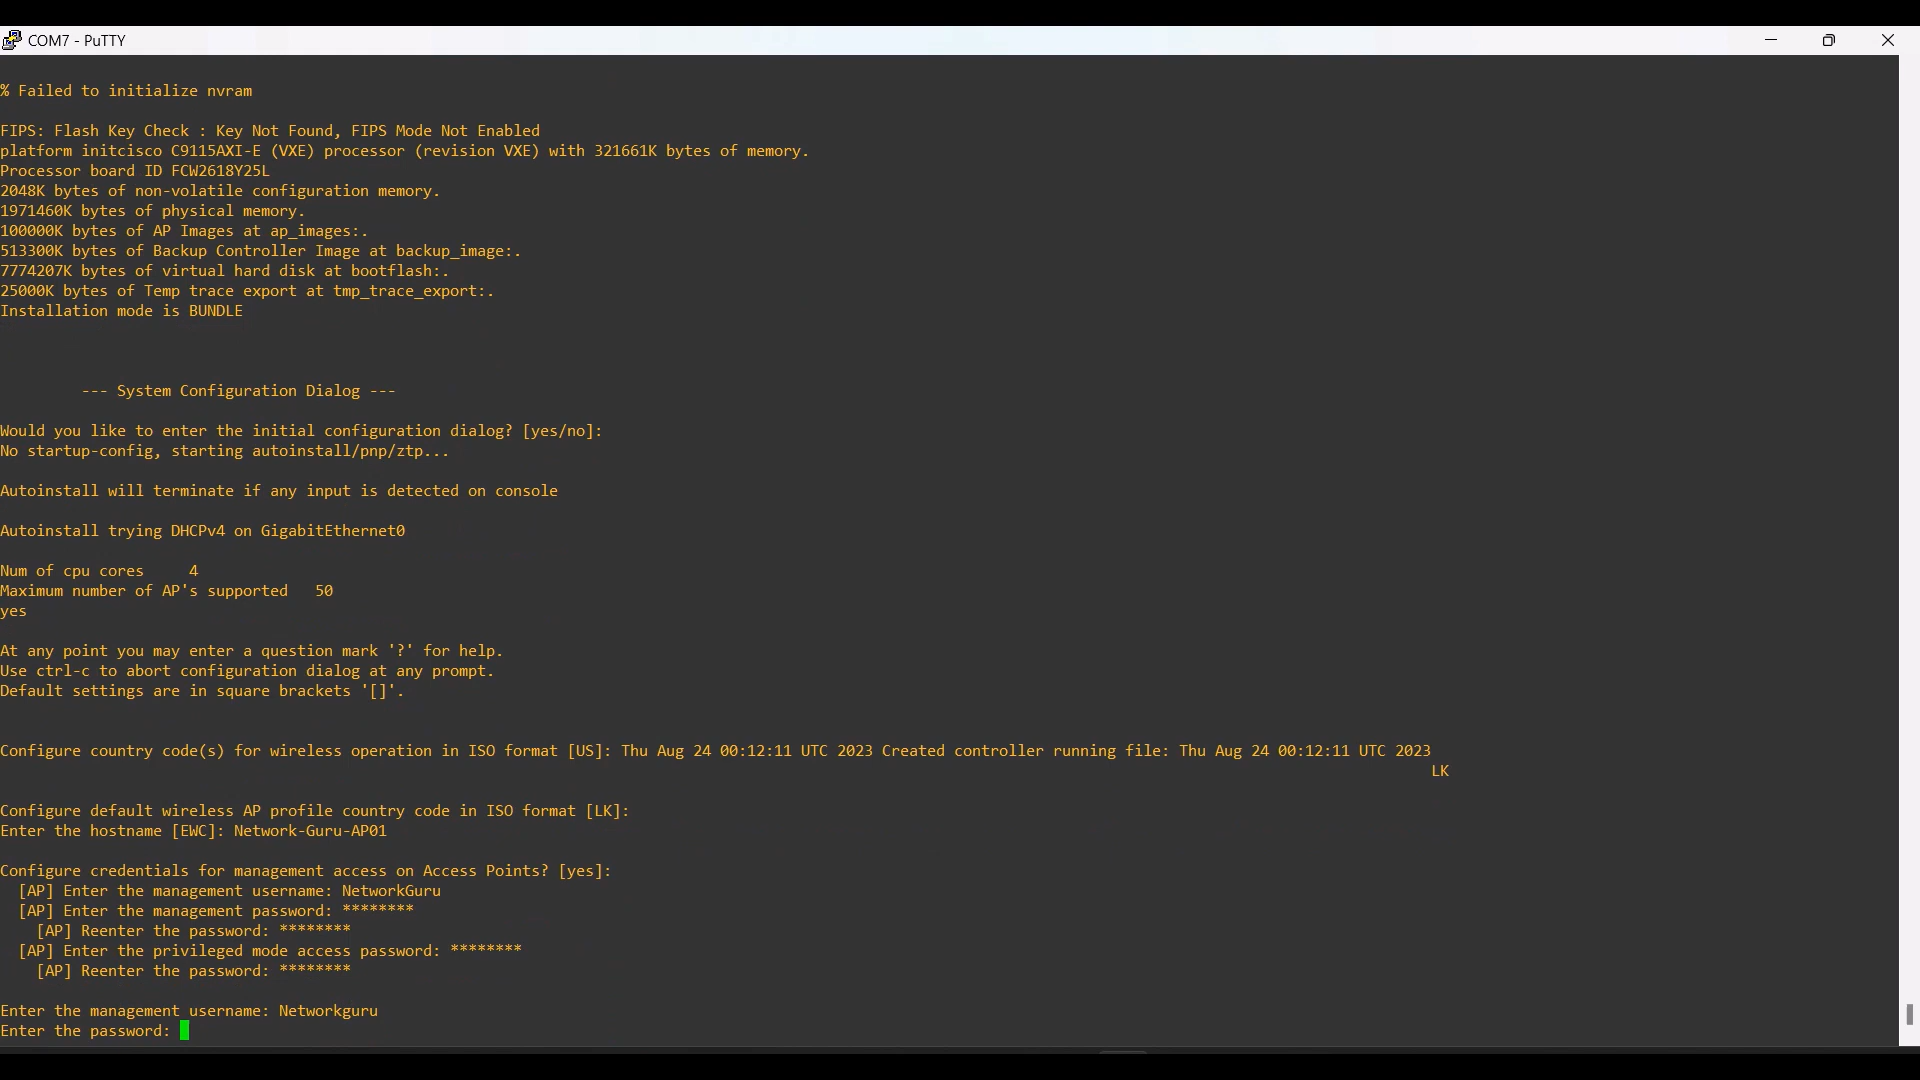 COM7 - PuTTY
% Failed to initialize nvram
FIPS: Flash Key Check : Key Not Found, FIPS Mode Not Enabled
platform initcisco C9115AXI-E (VXE) processor (revision VXE) with 321661K bytes of memory.
Processor board ID FCW2618Y25L
2048K bytes of non-volatile configuration memory.
1971460K bytes of physical memory.
100000K bytes of AP Images at ap_images:.
513300K bytes of Backup Controller Image at backup_image:.
7774207K bytes of virtual hard disk at bootflash:.
25000K bytes of Temp trace export at tmp_trace_export:.
Installation mode is BUNDLE
--- System Configuration Dialog ---
Would you like to enter the initial configuration dialog? [yes/no]:
No startup-config, starting autoinstall/pnp/ztp...
Autoinstall will terminate if any input is detected on console
Autoinstall trying DHCPv4 on GigabitEthernet0
Num of cpu cores     4
Maximum number of AP's supported   50
yes
At any point you may enter a question mark '?' for help.
Use ctrl-c to abort configuration dialog at any prompt.
Default settings are in square brackets '[]'.
Configure country code(s) for wireless operation in ISO format [US]: Thu Aug 24 00:12:11 UTC 2023 Created controller running file: Thu Aug 24 00:12:11 UTC 2023
LK
Configure default wireless AP profile country code in ISO format [LK]:
Enter the hostname [EWC]: Network-Guru-AP01
Configure credentials for management access on Access Points? [yes]:
[AP] Enter the management username: NetworkGuru
[AP] Enter the management password: ********
[AP] Reenter the password: ********
[AP] Enter the privileged mode access password: ********
[AP] Reenter the password: ********
Enter the management username: Networkguru
Enter the password: